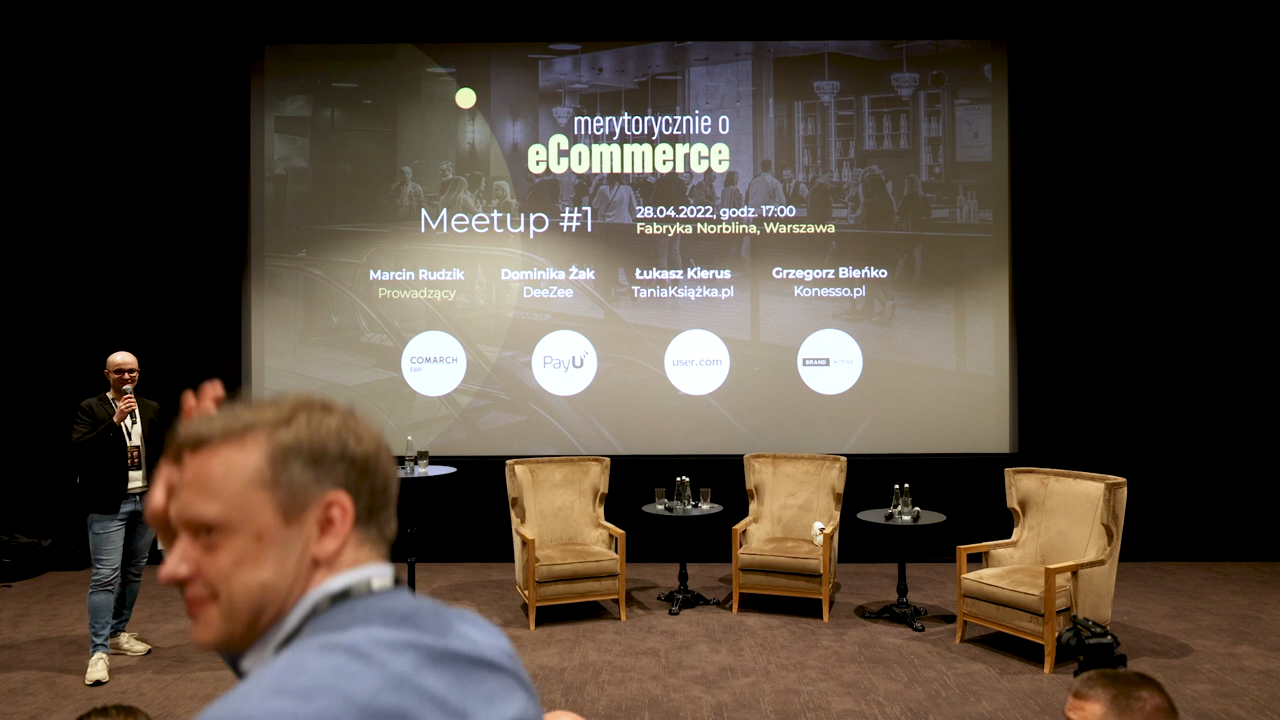 merytorycznie o
eCommerce
Meetup #1
28.04.2022, godz. 17:00
Fabryka Norblina, Warszawa
Marcin Rudzik
Prowadzący
Dominika Żak
DeeZee
Łukasz Kierus
TaniaKsiążka.pl
Grzegorz Bieńko
Konesso.pl
COMARCH
ERP
PayU
user.com
BRAND ACTIVE